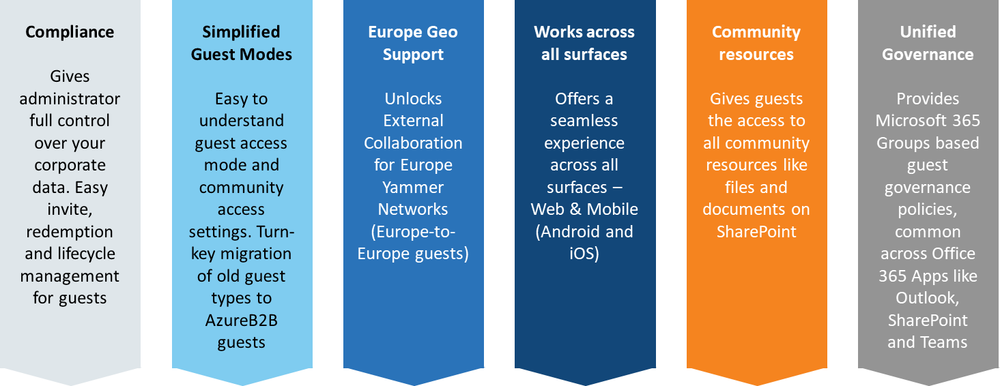 Compliance
Gives
administrator
full control
over your
corporate
data. Easy
invite,
redemption
and lifecycle
management
for guests
Simplified
Guest Modes
Easy to
understand
guest access
mode and
community
access
settings. Turn-
key migration
of old guest
types to
AzureB2B
guests
Europe Geo
Support
Unlocks
External
Collaboration
for Europe
Yammer
Networks
(Europe-to-
Europe guests)
Works across
all surfaces
Offers a
seamless
experience
across all
surfaces –
Web & Mobile
(Android and
iOS)
Community
resources
Gives guests
the access to
all community
resources like
files and
documents on
SharePoint
Unified
Governance
Provides
Microsoft 365
Groups based
guest
governance
policies,
common
across Office
365 Apps like
Outlook,
SharePoint
and Teams